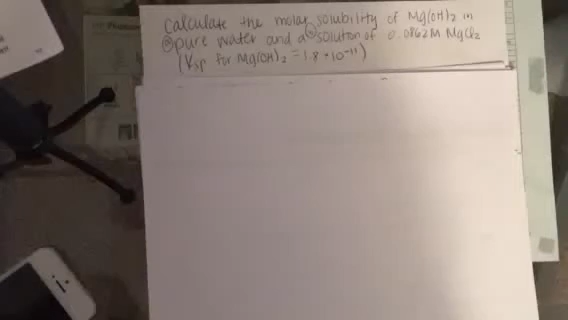 Calculate the molar solubility of Mg(OH)2 in
ⓐ pure water and ⓑ a solution of 0.0862M MgCl2
(Ksp for Mg(OH)2 = 1.8*10^-11)